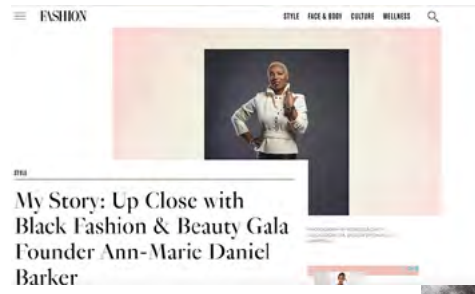 FASHION
STYLE FACE & BODY CULTURE WELLNESS
STYLE
My Story: Up Close with
Black Fashion & Beauty Gala
Founder Ann-Marie Daniel
Barker